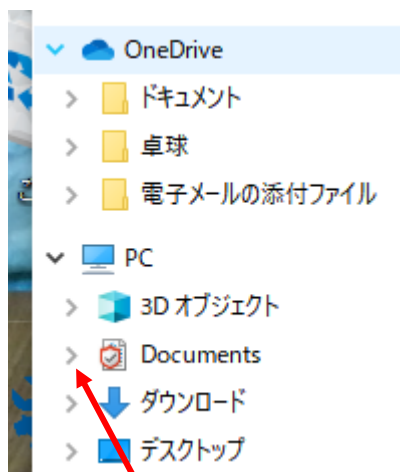 OneDrive
ドキュメント
卓球
電子メールの添付ファイル
PC
3D オブジェクト
Documents
ダウンロード
デスクトップ